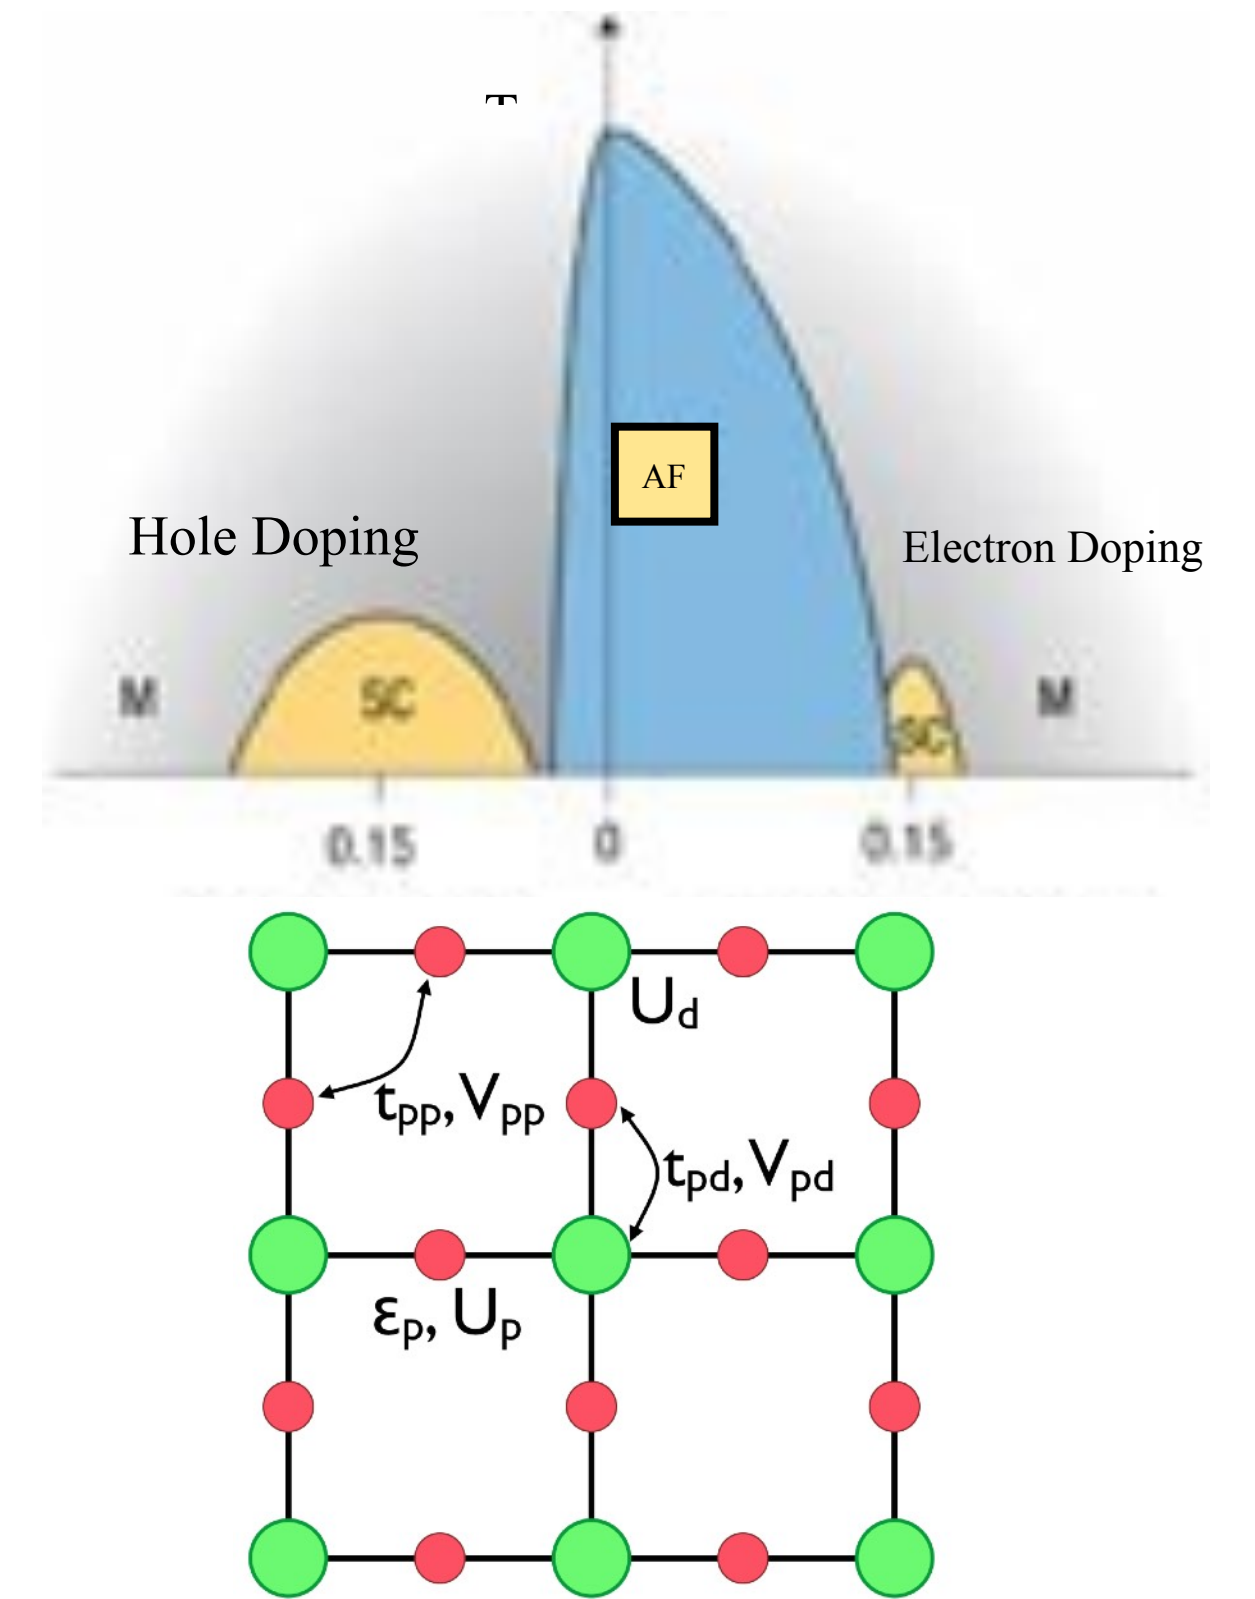 AF
Hole Doping
Electron Doping
M SC SC M
0.15 0 0.15
U_d
t_pp, V_pp
t_pd, V_pd
ε_p, U_p